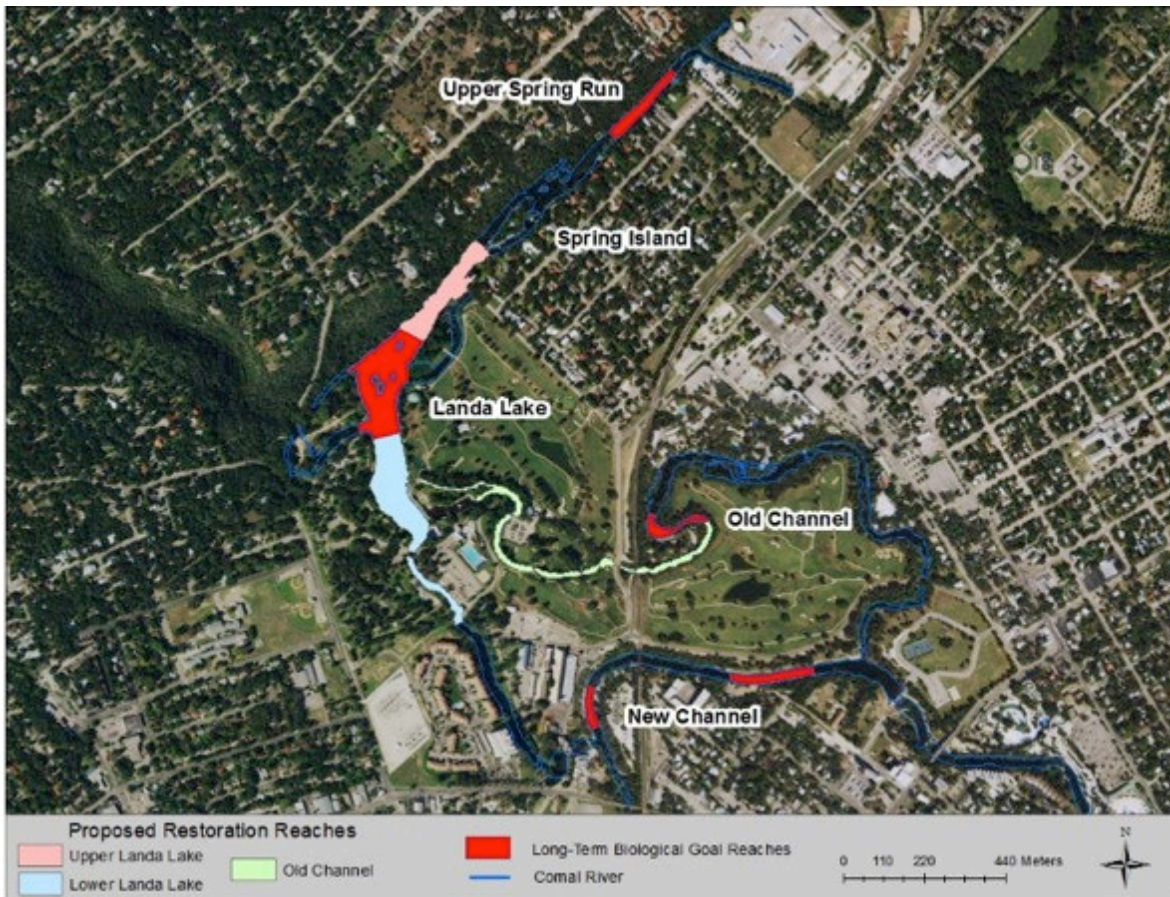 Upper Spring Run
Spring Island
Landa Lake
Old Channel
New Channel
Proposed Restoration Reaches
Upper Landa Lake
Lower Landa Lake
Old Channel
Long-Term Biological Goal Reaches
Comal River
N
0 110 220 440 Meters